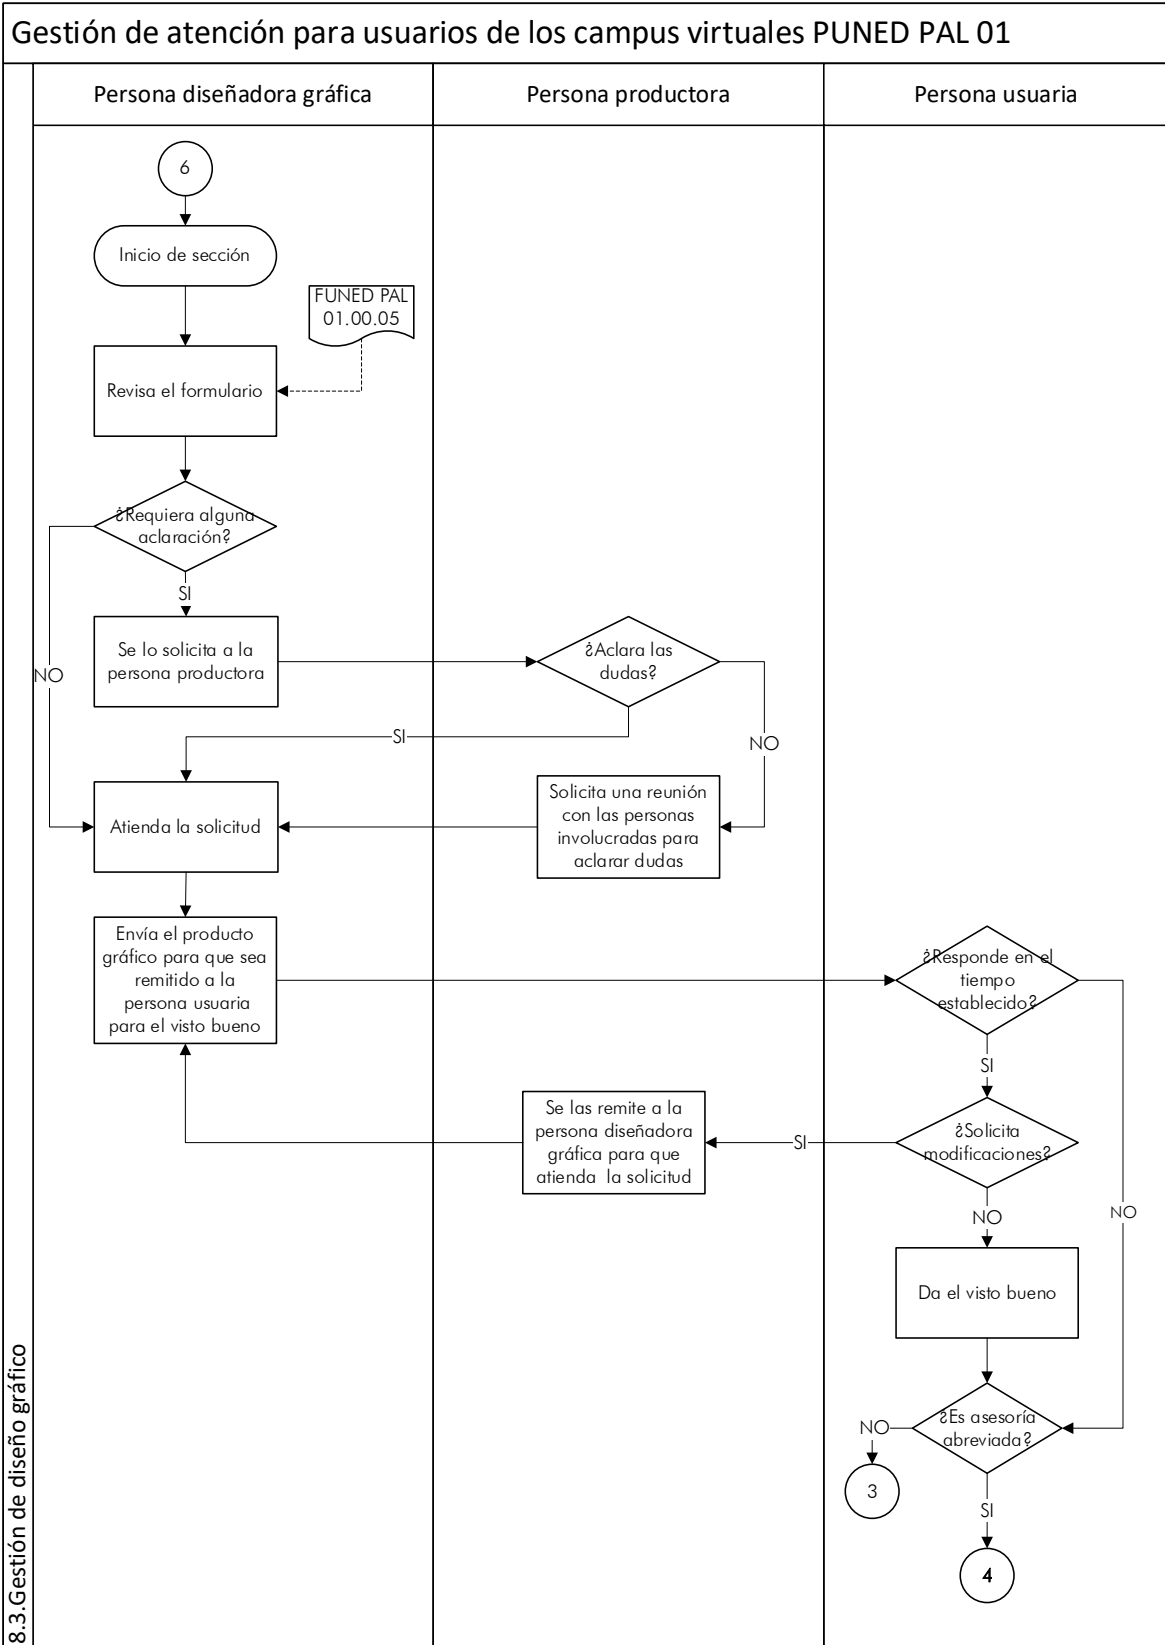 Gestión de atención para usuarios de los campus virtuales PUNED PAL 01
Persona diseñadora gráfica
Persona productora
Persona usuaria
6
Inicio de sección
FUNED PAL
01.00.05
Revisa el formulario
¿Requiera alguna
aclaración?
SI
NO
Se lo solicita a la
persona productora
¿Aclara las
dudas?
SI
NO
Atienda la solicitud
Solicita una reunión
con las personas
involucradas para
aclarar dudas
Envía el producto
gráfico para que sea
remitido a la
persona usuaria
para el visto bueno
¿Responde en el
tiempo
establecido?
SI
NO
Se las remite a la
persona diseñadora
gráfica para que
atienda  la solicitud
SI
¿Solicita
modificaciones?
NO
Da el visto bueno
¿Es asesoría
abreviada?
NO
3
SI
4
8.3.Gestión de diseño gráfico